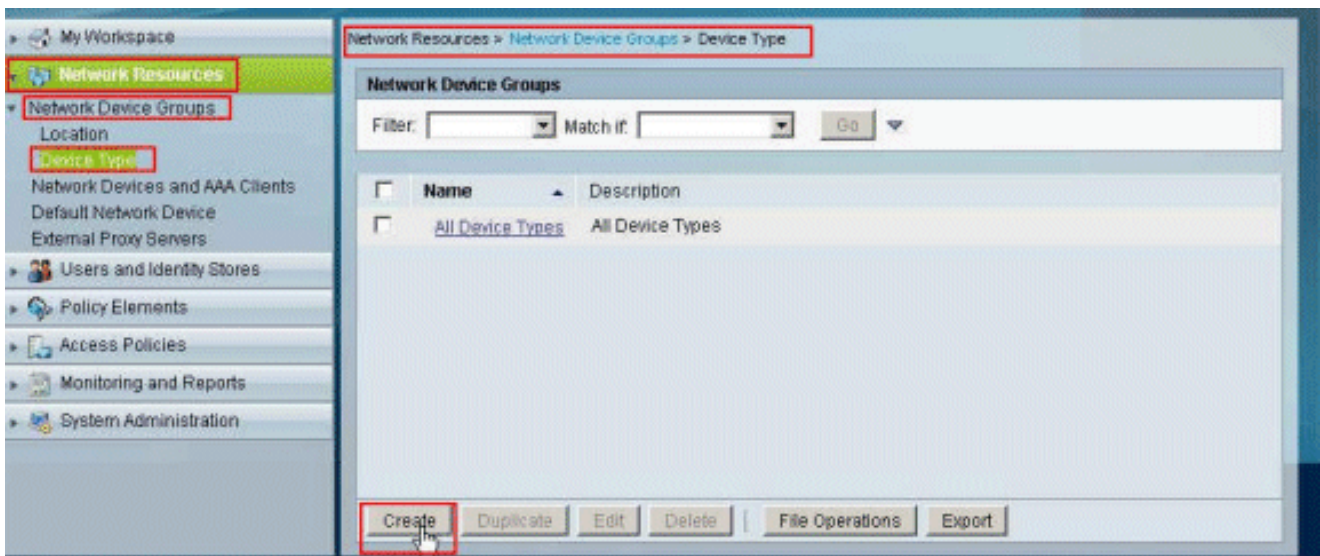 My Workspace
Network Resources
Network Device Groups
Location
Device Type
Network Devices and AAA Clients
Default Network Device
External Proxy Servers
Users and Identity Stores
Policy Elements
Access Policies
Monitoring and Reports
System Administration
Network Resources > Network Device Groups > Device Type
Network Device Groups
Filter: Match if: Go
Name Description
All Device Types All Device Types
Create Duplicate Edit Delete | File Operations Export